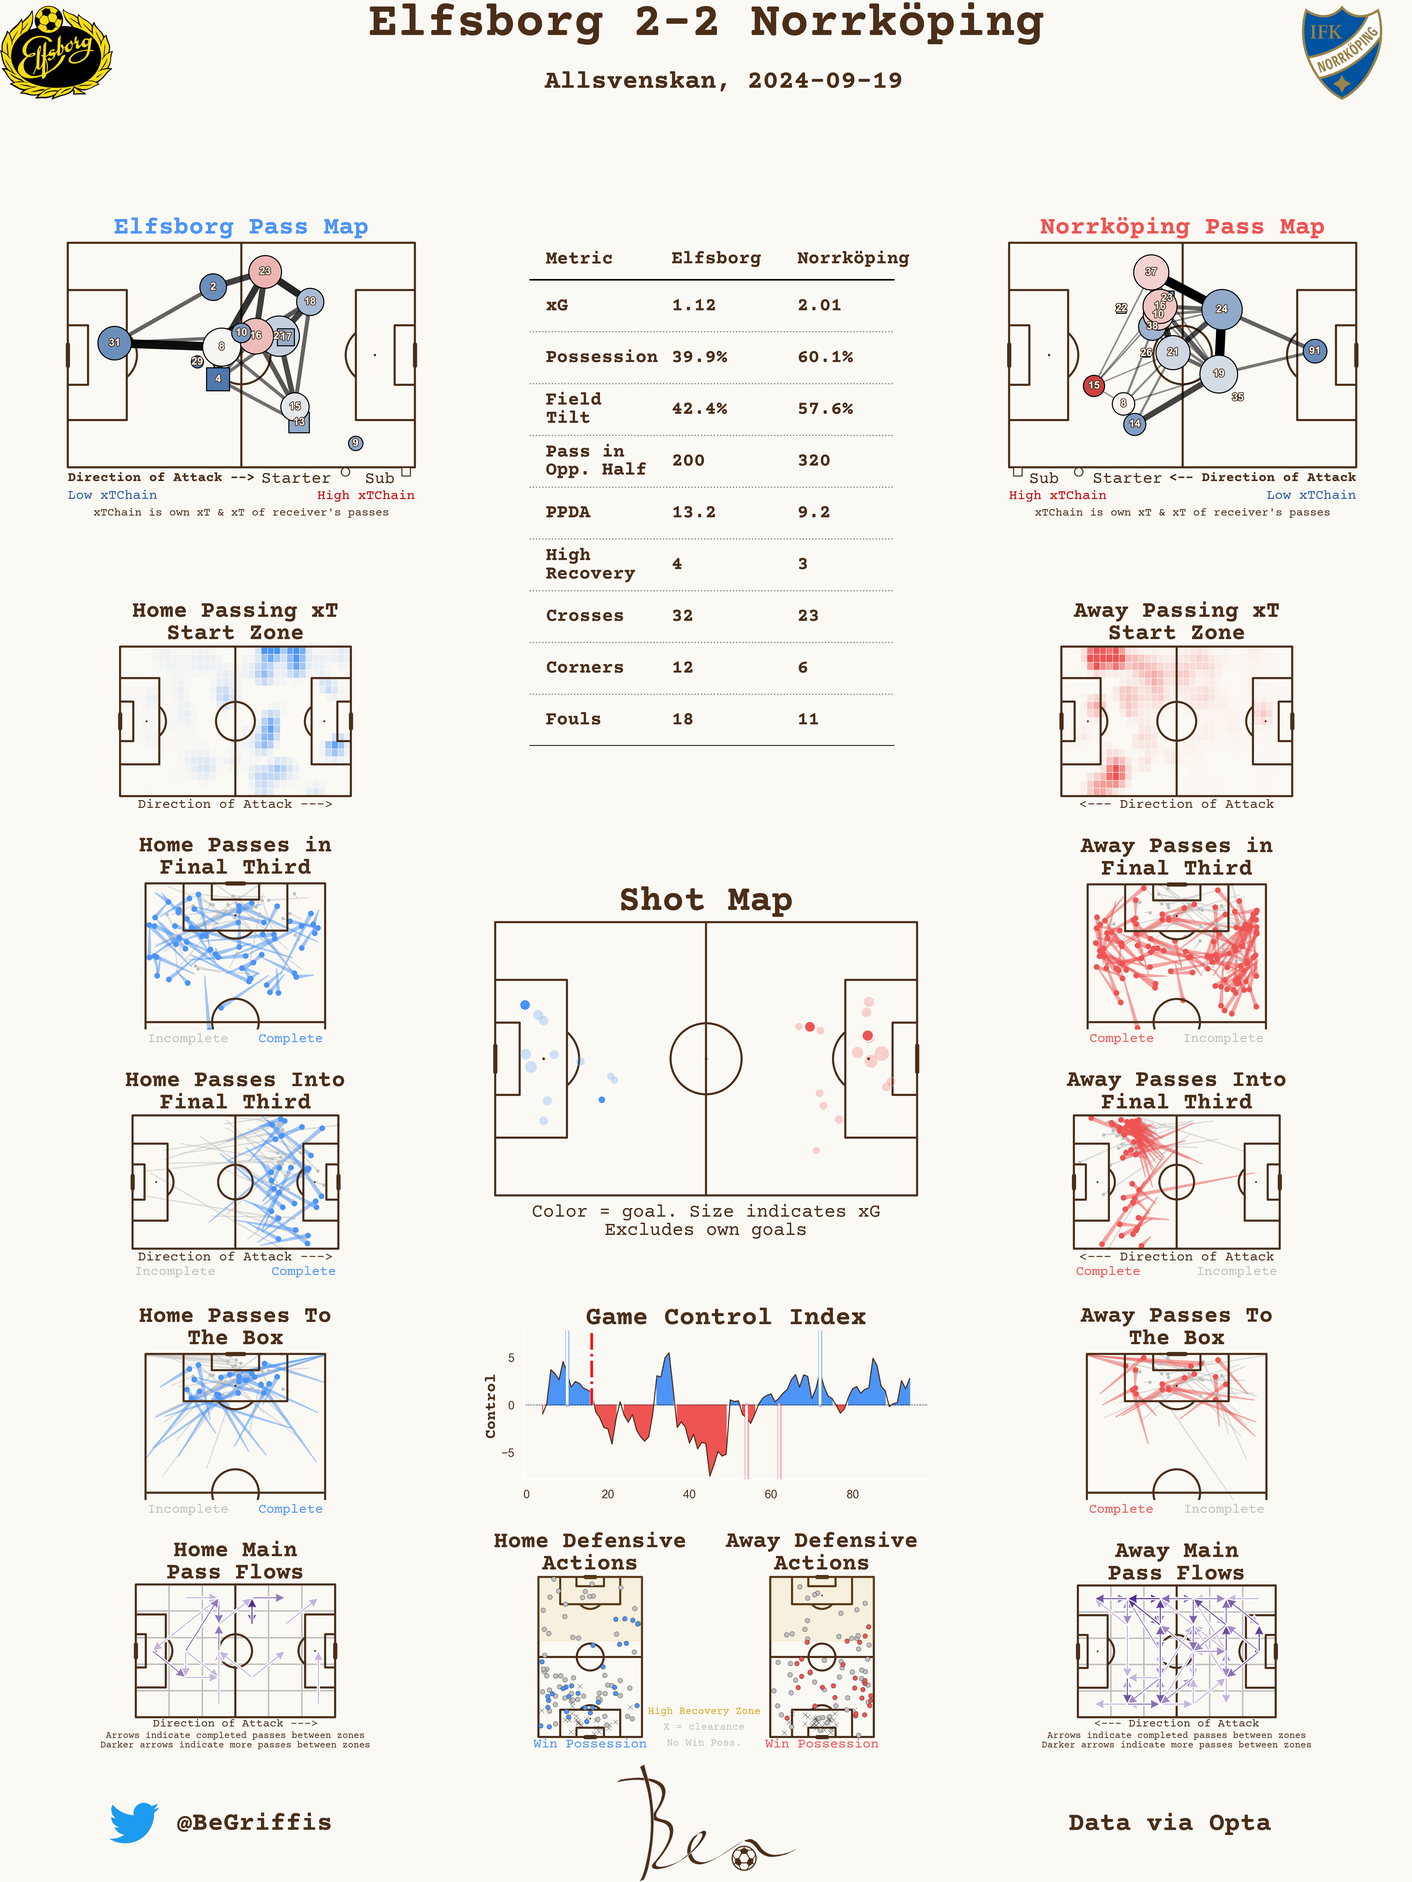 Elfsborg 2-2 Norrköping
Allsvenskan, 2024-09-19
Elfsborg
IFK
NORRKÖPING
Elfsborg Pass Map
31
2
23
18
10
16
17
8
29
4
15
13
9
Direction of Attack --> Starter Sub
Low xTChain High xTChain
xTChain is own xT & xT of receiver's passes
Metric Elfsborg Norrköping
xG 1.12 2.01
Possession 39.9% 60.1%
Field
Tilt 42.4% 57.6%
Pass in
Opp. Half 200 320
PPDA 13.2 9.2
High
Recovery 4 3
Crosses 32 23
Corners 12 6
Fouls 18 11
Norrköping Pass Map
37
22
23
16
10
38
24
26
21
91
15
19
8
35
14
Sub Starter <-- Direction of Attack
High xTChain Low xTChain
xTChain is own xT & xT of receiver's passes
Home Passing xT
Start Zone
Direction of Attack --->
Away Passing xT
Start Zone
<--- Direction of Attack
Home Passes in
Final Third
Incomplete Complete
Away Passes in
Final Third
Complete Incomplete
Shot Map
Color = goal. Size indicates xG
Excludes own goals
Home Passes Into
Final Third
Direction of Attack --->
Incomplete Complete
Away Passes Into
Final Third
<--- Direction of Attack
Complete Incomplete
Home Passes To
The Box
Incomplete Complete
Game Control Index
Control
5
0
−5
0 20 40 60 80
Away Passes To
The Box
Complete Incomplete
Home Main
Pass Flows
Direction of Attack --->
Arrows indicate completed passes between zones
Darker arrows indicate more passes between zones
Home Defensive
Actions
Win Possession
High Recovery Zone
X = clearance
No Win Poss.
Away Defensive
Actions
Win Possession
Away Main
Pass Flows
<--- Direction of Attack
Arrows indicate completed passes between zones
Darker arrows indicate more passes between zones
@BeGriffis
Ben
Data via Opta